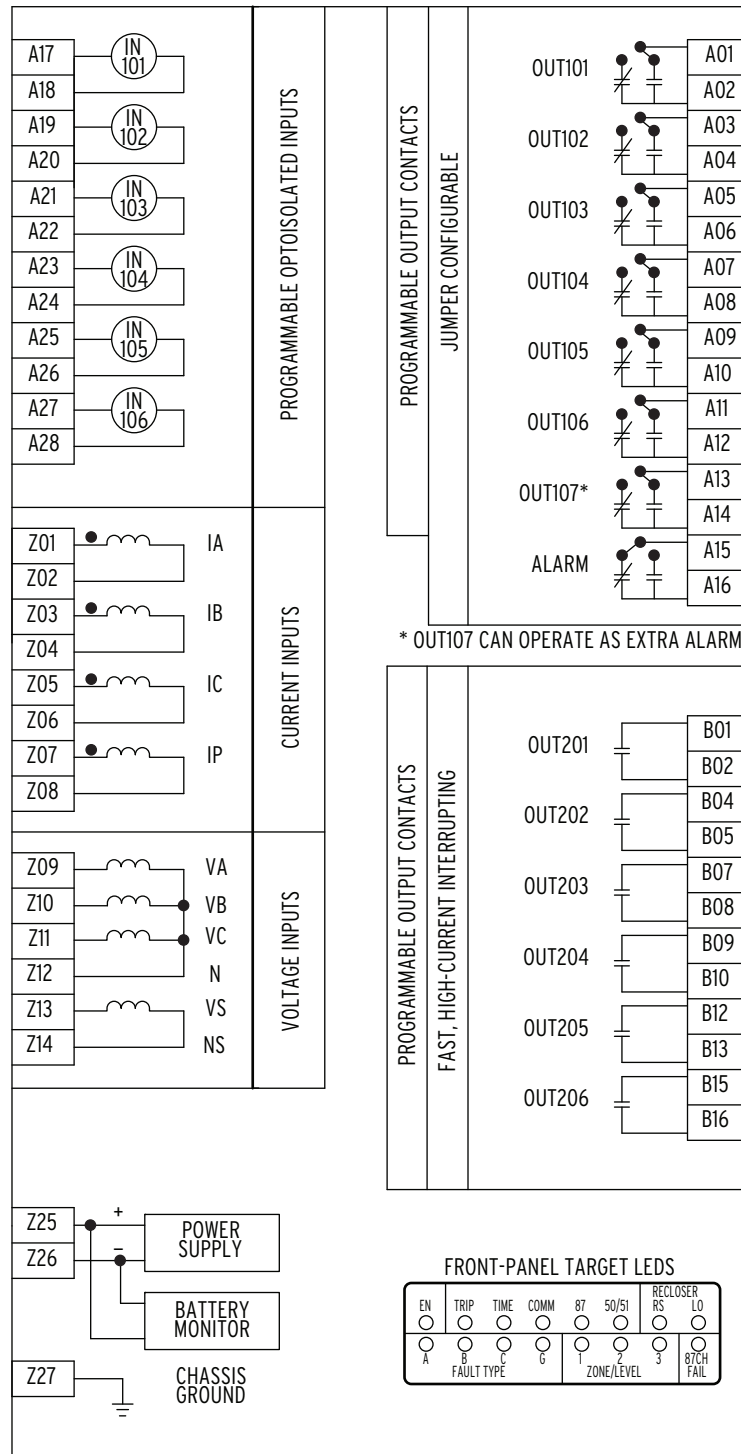 A17
IN
101
A18
A19
IN
102
A20
A21
IN
103
A22
A23
IN
104
A24
A25
IN
105
A26
A27
IN
106
A28
PROGRAMMABLE OPTOISOLATED INPUTS
Z01
IA
Z02
Z03
IB
Z04
Z05
IC
Z06
Z07
IP
Z08
CURRENT INPUTS
Z09
VA
Z10
VB
Z11
VC
Z12
N
Z13
VS
Z14
NS
VOLTAGE INPUTS
Z25
+
POWER
SUPPLY
Z26
–
BATTERY
MONITOR
Z27
CHASSIS
GROUND
PROGRAMMABLE OUTPUT CONTACTS
JUMPER CONFIGURABLE
OUT101
A01
A02
OUT102
A03
A04
OUT103
A05
A06
OUT104
A07
A08
OUT105
A09
A10
OUT106
A11
A12
OUT107*
A13
A14
ALARM
A15
A16
* OUT107 CAN OPERATE AS EXTRA ALARM
PROGRAMMABLE OUTPUT CONTACTS
FAST, HIGH-CURRENT INTERRUPTING
OUT201
B01
B02
OUT202
B04
B05
OUT203
B07
B08
OUT204
B09
B10
OUT205
B12
B13
OUT206
B15
B16
FRONT-PANEL TARGET LEDS
RECLOSER
EN TRIP TIME COMM 87 50/51 RS LO
A B C G 1 2 3 87CH
FAULT TYPE ZONE/LEVEL FAIL